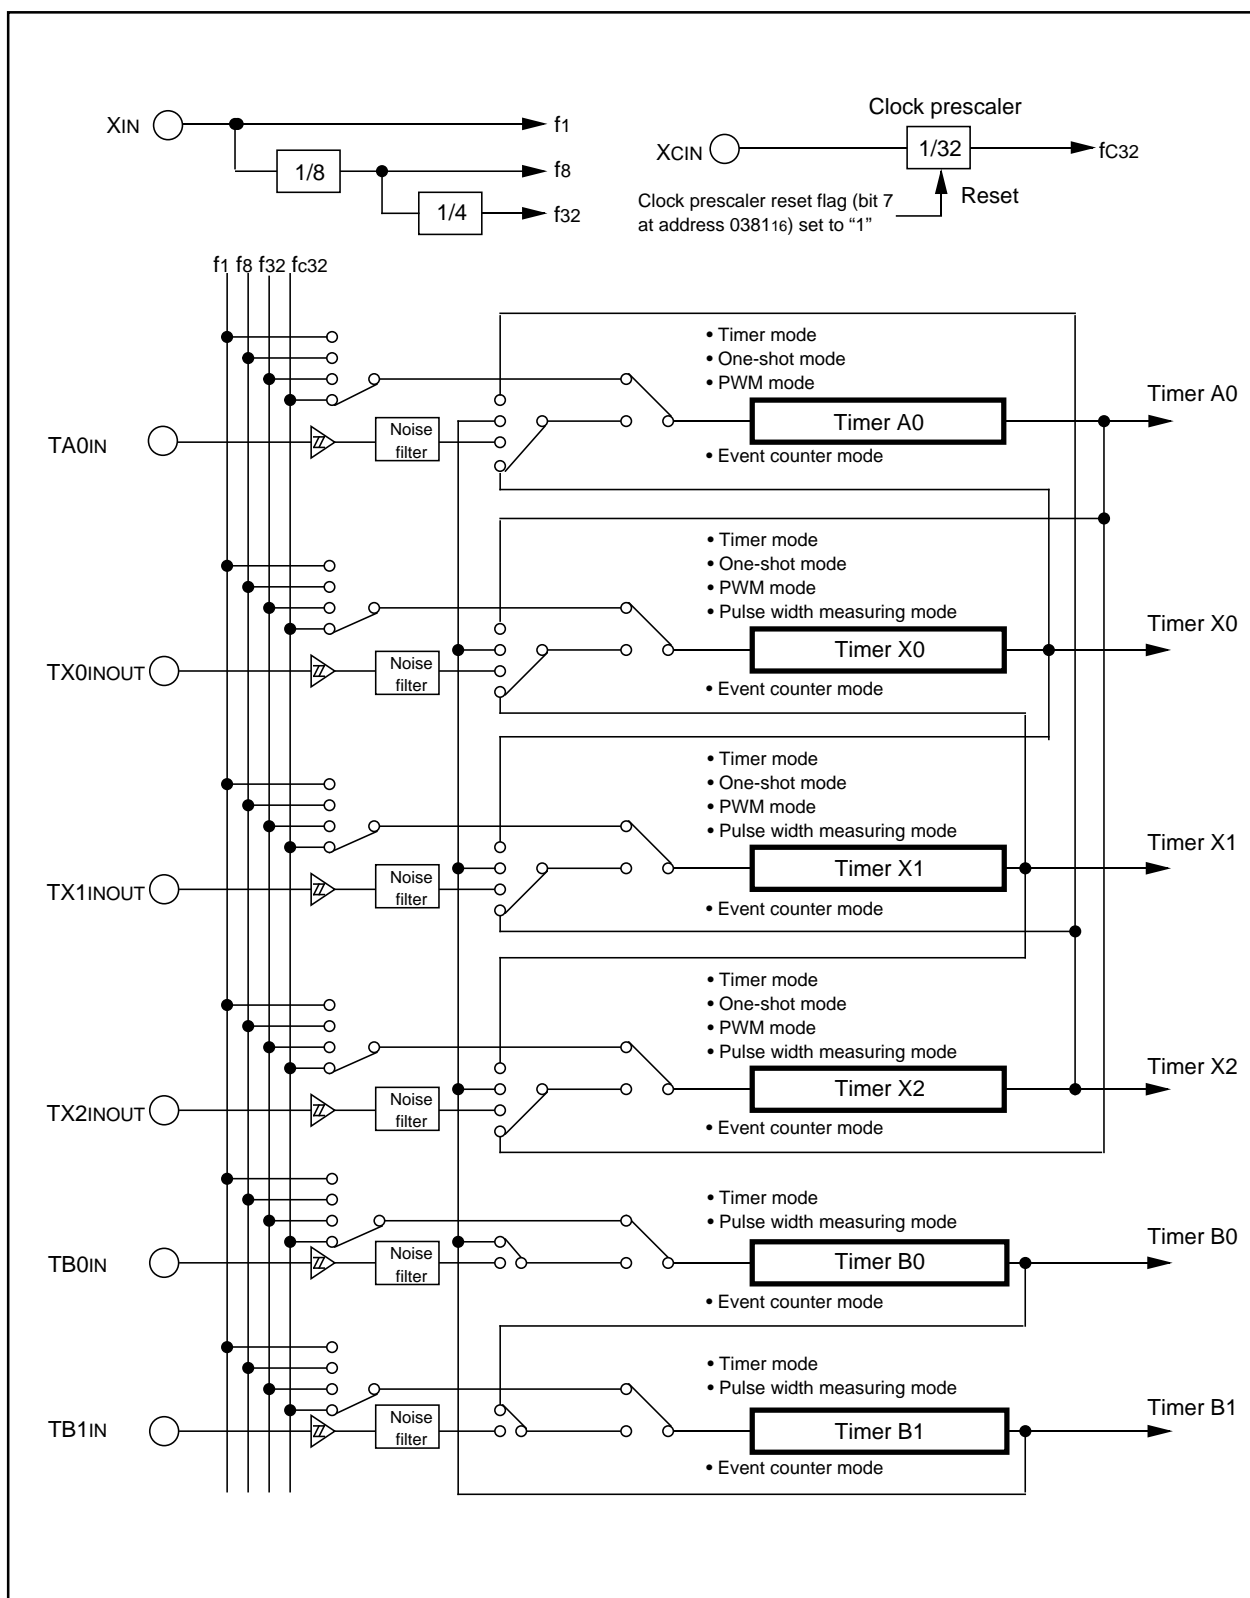 XIN
f1
1/8
f8
1/4
f32
Clock prescaler
XCIN
1/32
fC32
Clock prescaler reset flag (bit 7
at address 038116) set to “1”
Reset
f1 f8 f32 fc32
• Timer mode
• One-shot mode
• PWM mode
Timer A0
TA0IN
Noise
filter
Timer A0
• Event counter mode
• Timer mode
• One-shot mode
• PWM mode
• Pulse width measuring mode
Timer X0
TX0INOUT
Noise
filter
Timer X0
• Event counter mode
• Timer mode
• One-shot mode
• PWM mode
• Pulse width measuring mode
Timer X1
TX1INOUT
Noise
filter
Timer X1
• Event counter mode
• Timer mode
• One-shot mode
• PWM mode
• Pulse width measuring mode
Timer X2
TX2INOUT
Noise
filter
Timer X2
• Event counter mode
• Timer mode
• Pulse width measuring mode
Timer B0
TB0IN
Noise
filter
Timer B0
• Event counter mode
• Timer mode
• Pulse width measuring mode
Timer B1
TB1IN
Noise
filter
Timer B1
• Event counter mode